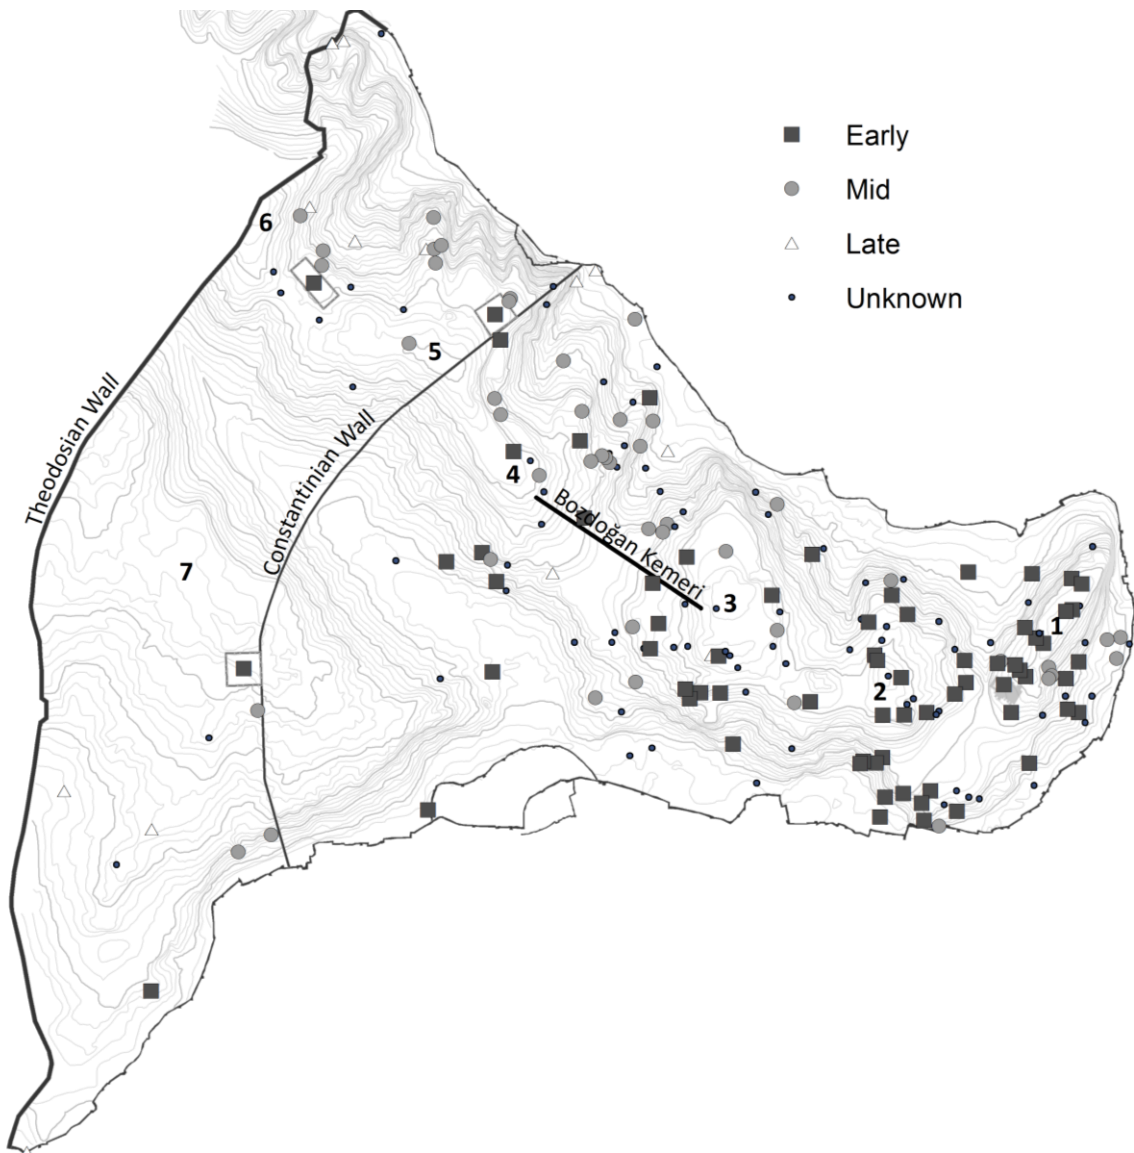 Early
Mid
Late
Unknown
6
5
Theodosian Wall
Constantinian Wall
4
Bozdoğan Kemeri
7
3
1
2